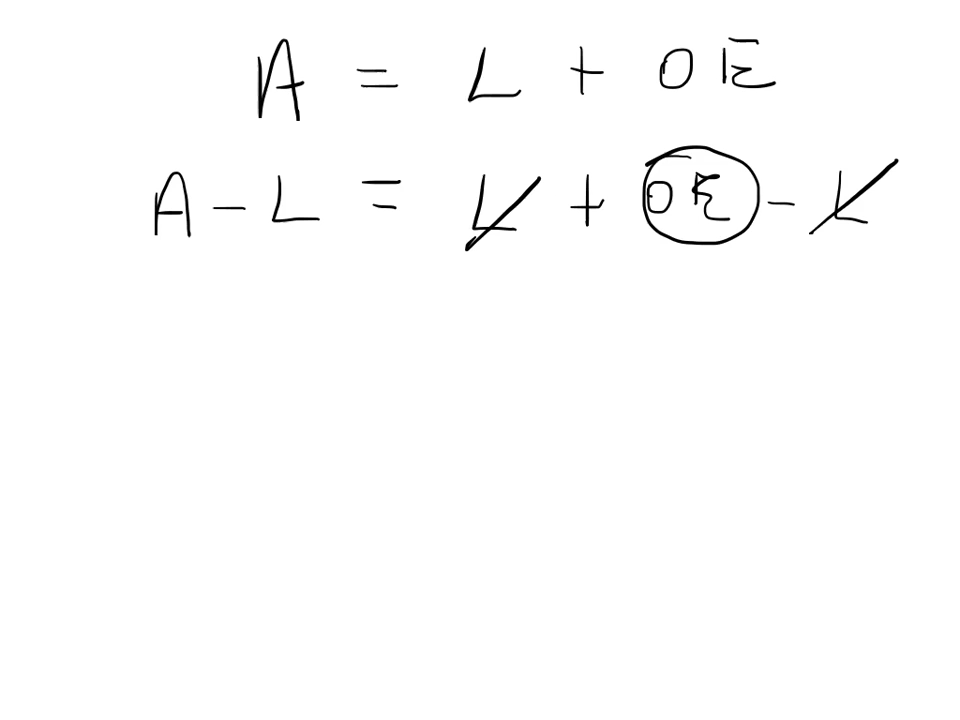 A = L + OE
A - L = L + OE - L